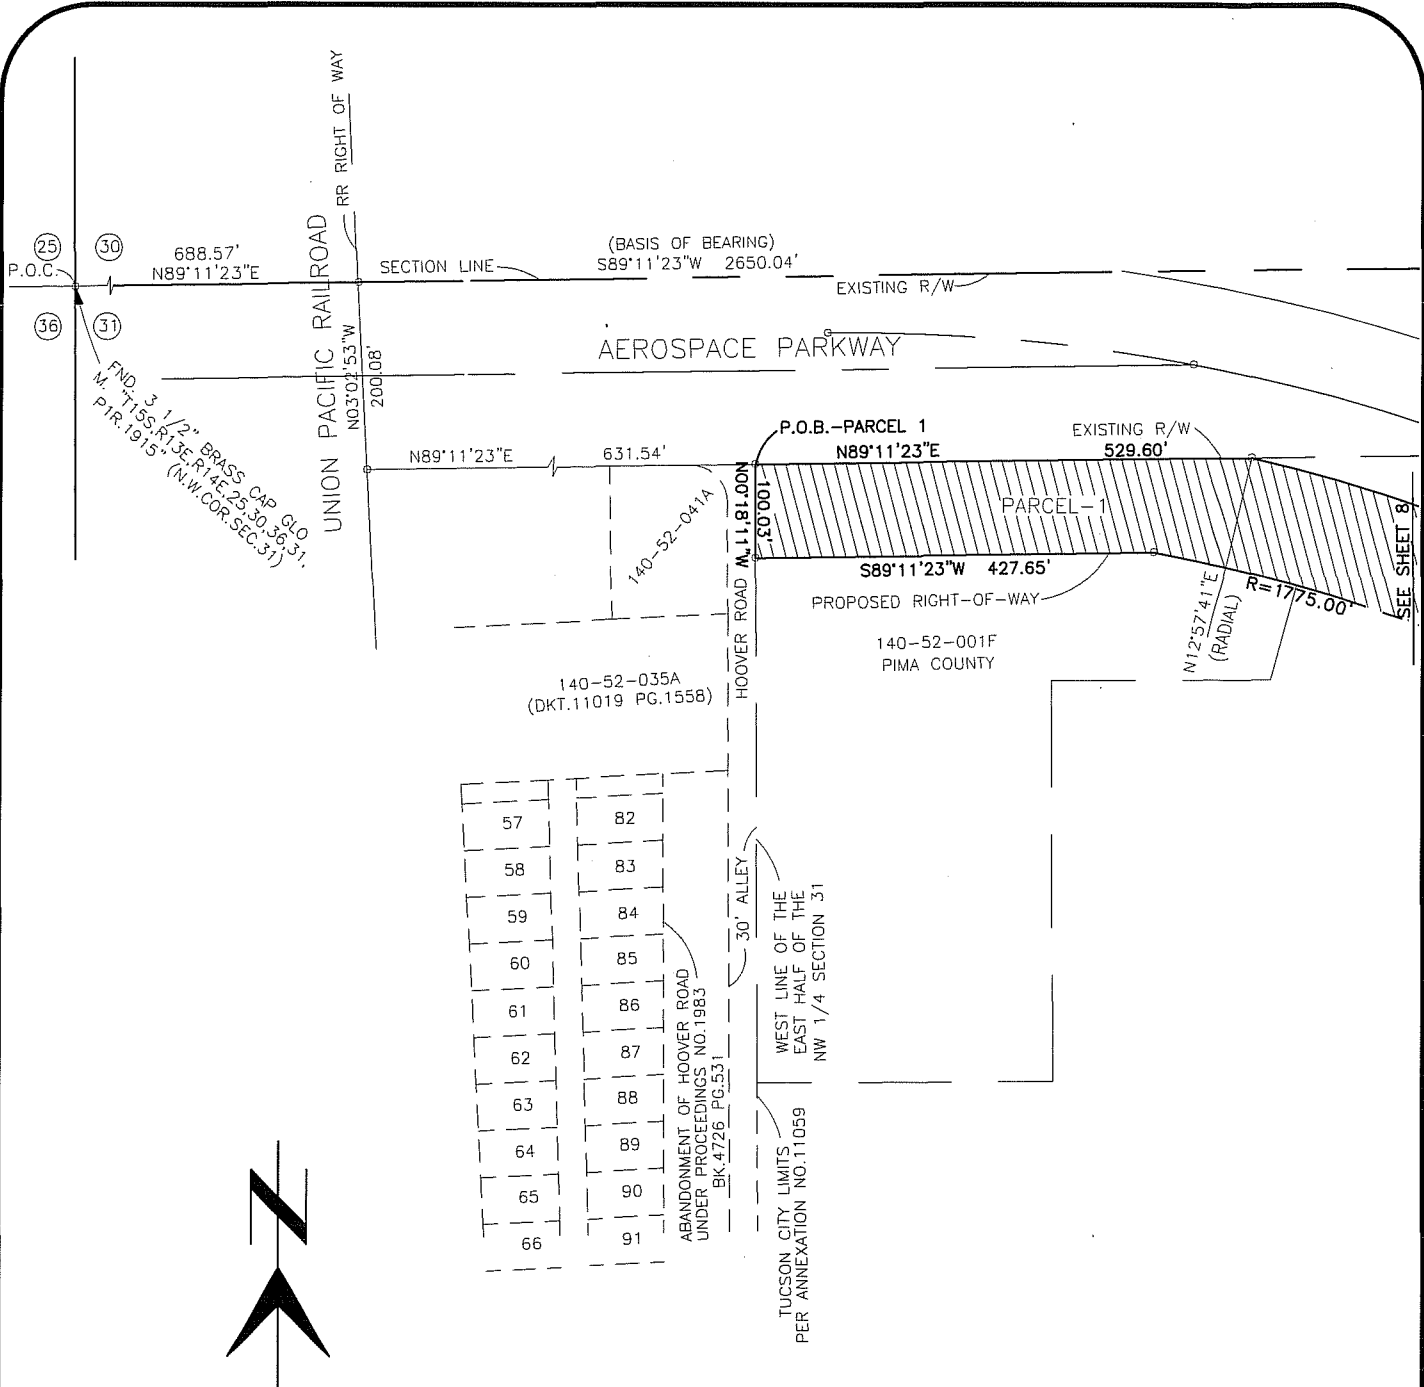 RR RIGHT OF WAY
UNION PACIFIC RAILROAD
25
30
36
31
P.O.C.
688.57'
N89°11'23"E
SECTION LINE
(BASIS OF BEARING)
S89°11'23"W 2650.04'
EXISTING R/W
AEROSPACE PARKWAY
N03°02'53"W
200.08'
FND. 3 1/2" BRASS CAP GLO
M. "T15S,R13E,R14E,25,30,36,31,
P1R.1915" (N.W.COR.SEC.31)
N89°11'23"E
631.54'
P.O.B.-PARCEL 1
N89°11'23"E
EXISTING R/W
529.60'
N00°18'11"W
100.03'
PARCEL-1
S89°11'23"W 427.65'
PROPOSED RIGHT-OF-WAY
R=1775.00'
N12°57'41"E
(RADIAL)
SEE SHEET 8
140-52-041A
HOOVER ROAD
140-52-001F
PIMA COUNTY
140-52-035A
(DKT.11019 PG.1558)
57
58
59
60
61
62
63
64
65
66
82
83
84
85
86
87
88
89
90
91
30' ALLEY
WEST LINE OF THE
EAST HALF OF THE
NW 1/4 SECTION 31
ABANDONMENT OF HOOVER ROAD
UNDER PROCEEDINGS NO.1983
BK.4726 PG.531
TUCSON CITY LIMITS
PER ANNEXATION NO.11059
N